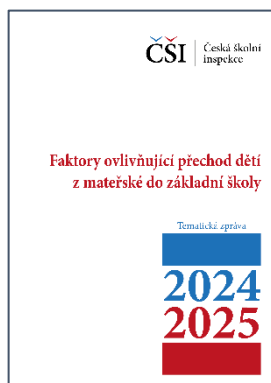 ČŠI
Česká školní
inspekce
Faktory ovlivňující přechod dětí
z mateřské do základní školy
Tematická zpráva
2024
2025